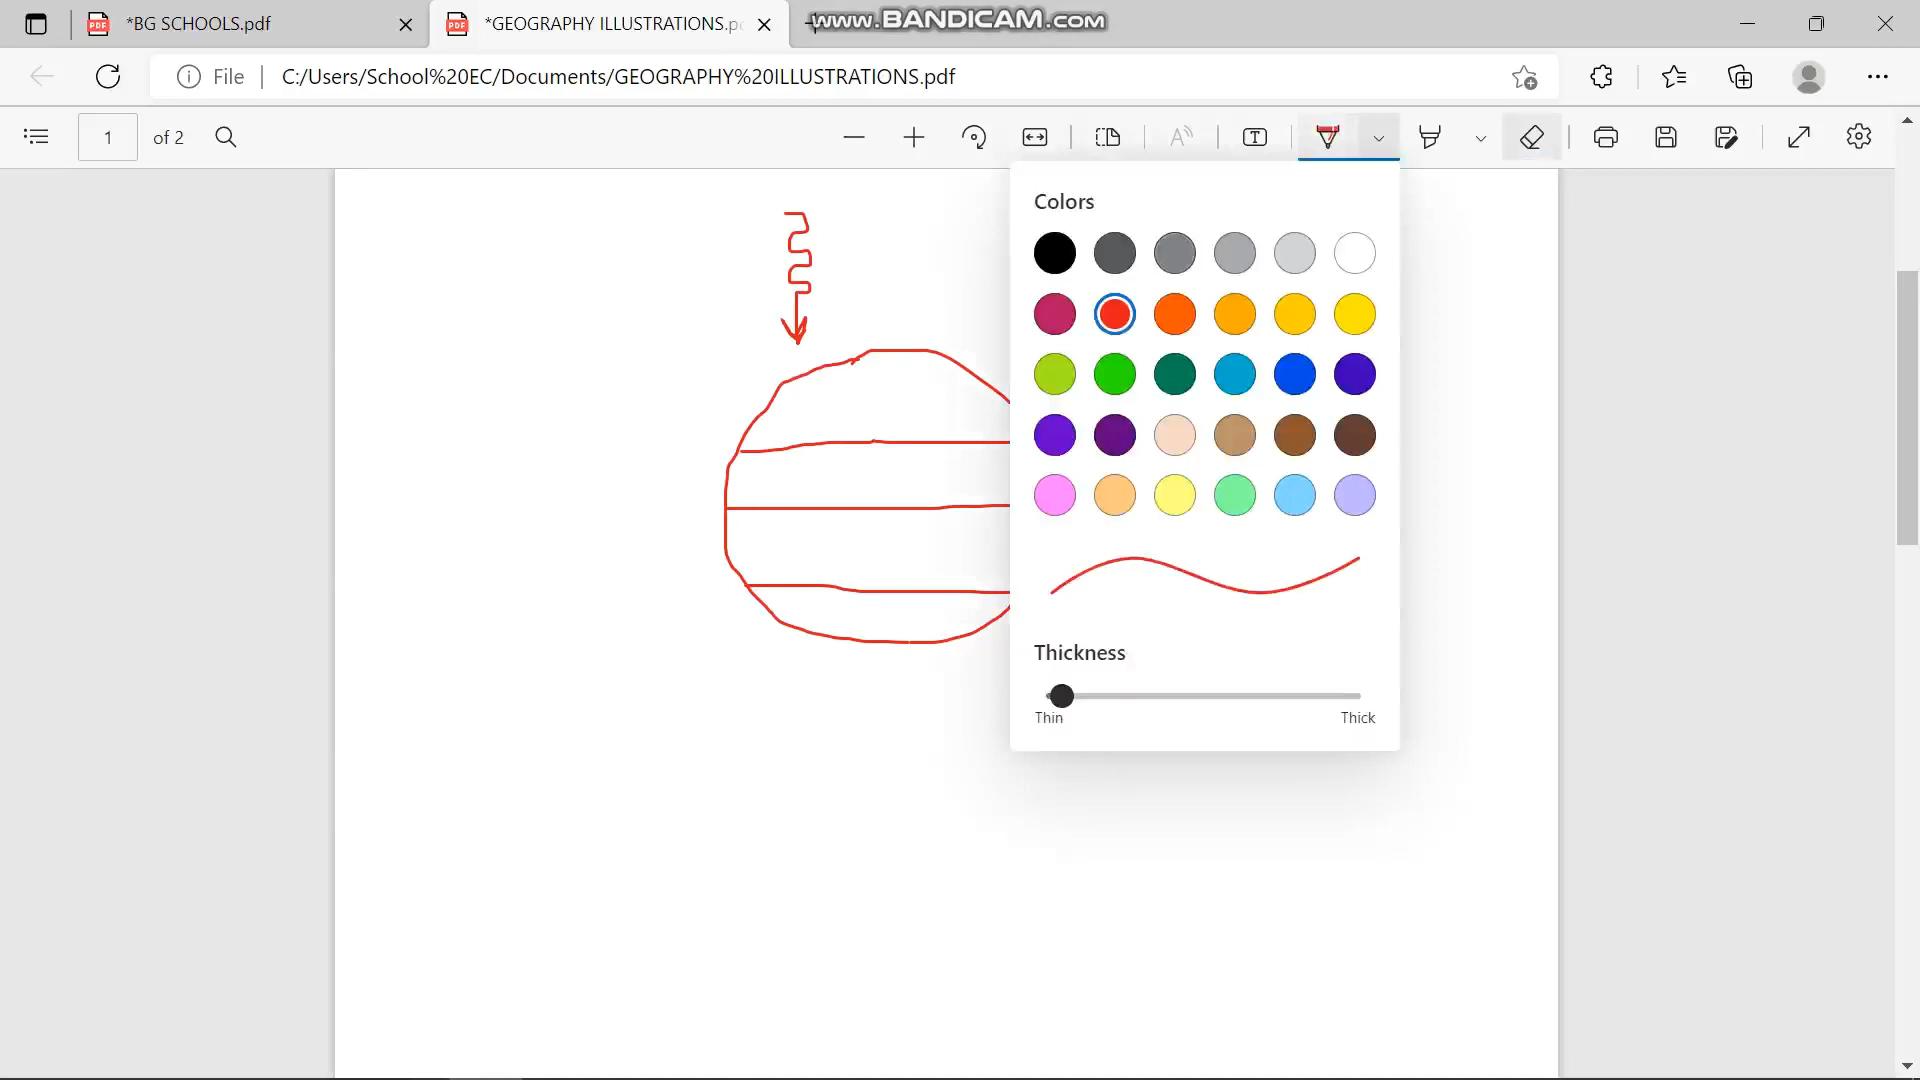 *BG SCHOOLS.pdf
*GEOGRAPHY ILLUSTRATIONS.p
www.BANDICAM.com
File
C:/Users/School%20EC/Documents/GEOGRAPHY%20ILLUSTRATIONS.pdf
1 of 2
Colors
Thickness
Thin
Thick